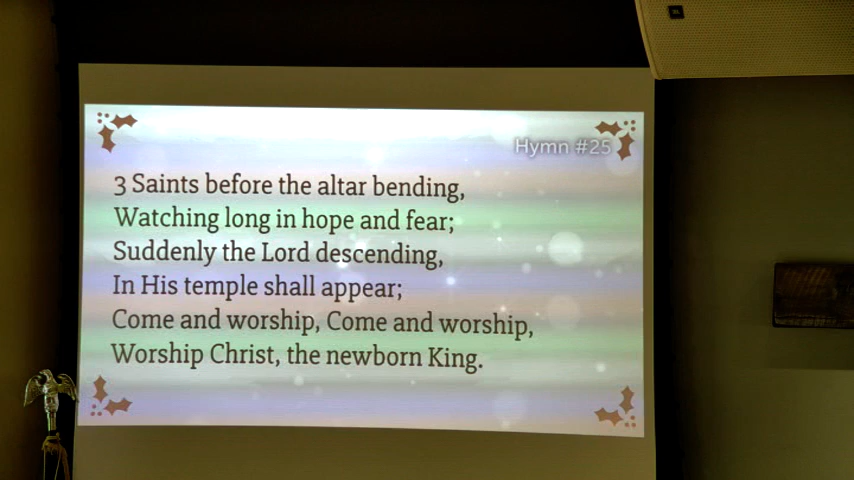 Hymn #25
3 Saints before the altar bending,
Watching long in hope and fear;
Suddenly the Lord descending,
In His temple shall appear;
Come and worship, Come and worship,
Worship Christ, the newborn King.